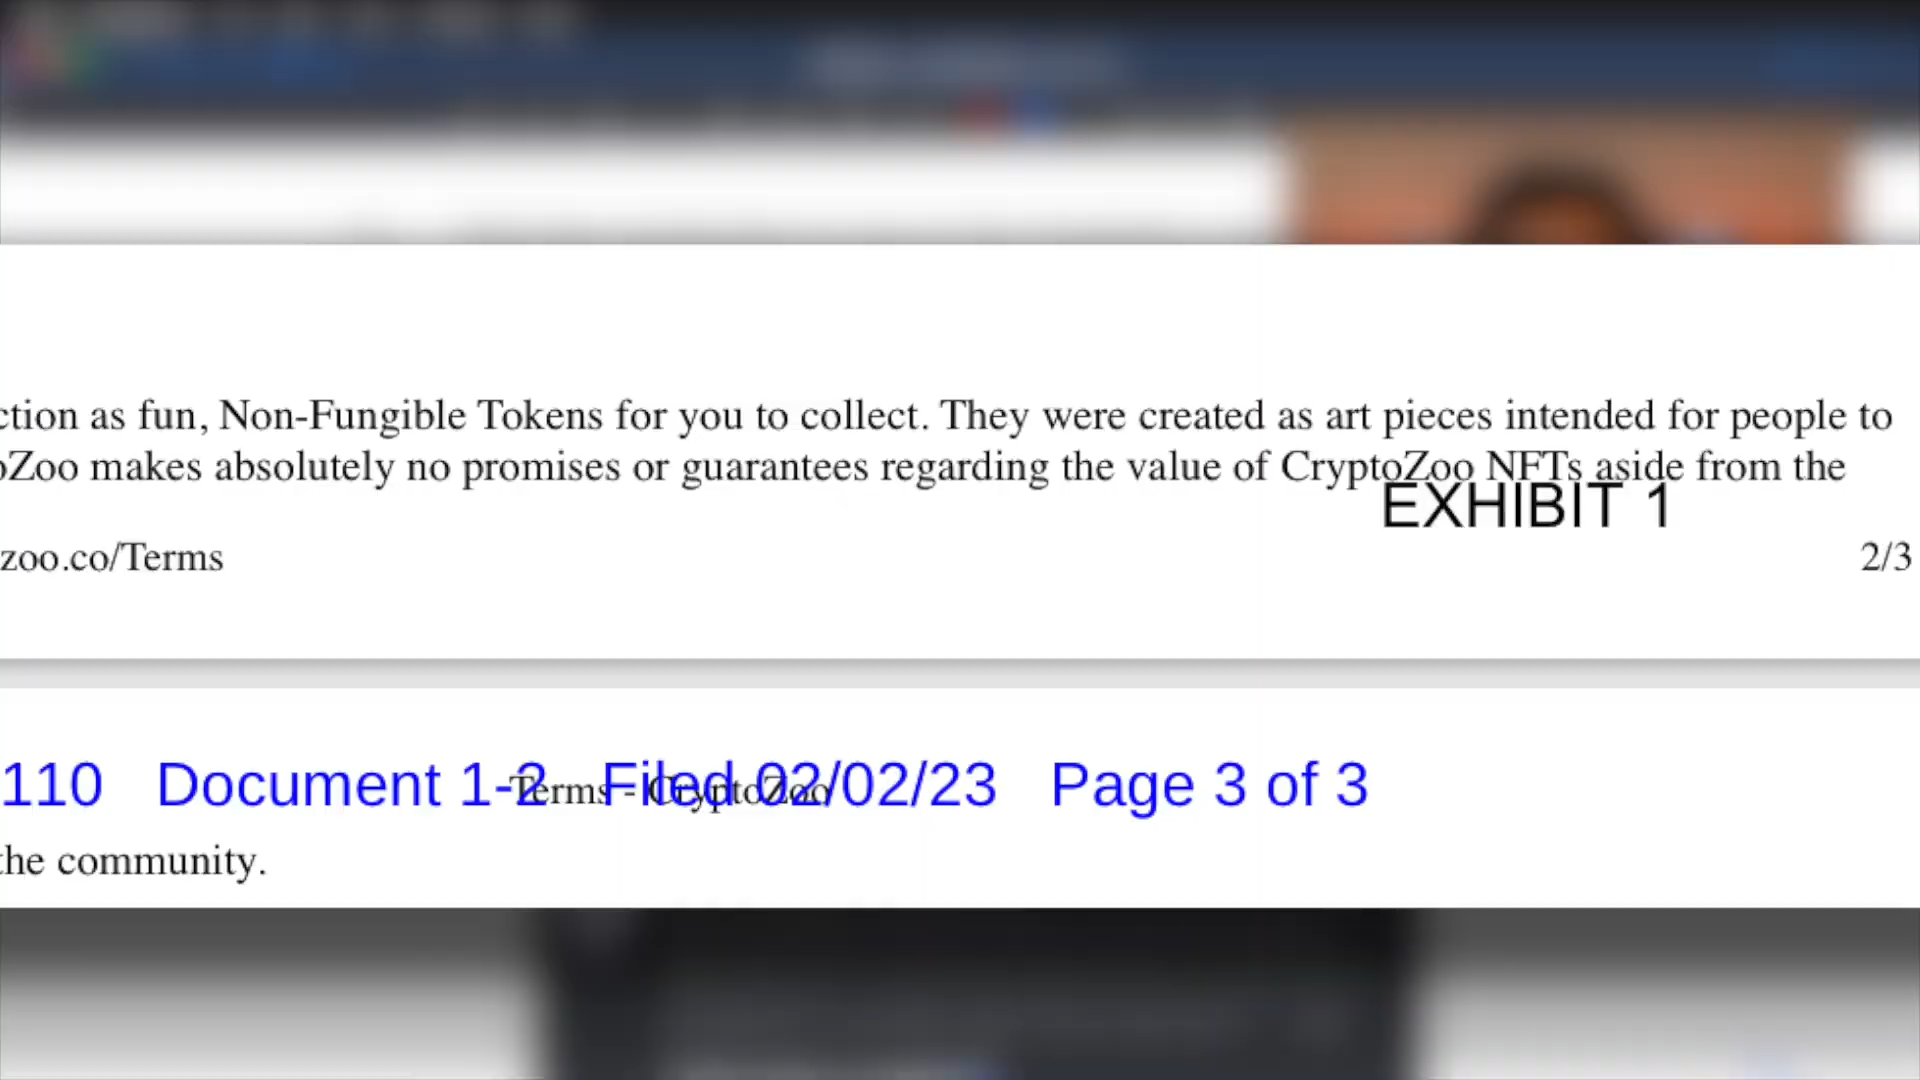 ction as fun, Non-Fungible Tokens for you to collect. They were created as art pieces intended for people to
oZoo makes absolutely no promises or guarantees regarding the value of CryptoZoo NFTs aside from the
EXHIBIT 1
zoo.co/Terms 2/3
110 Document 1-2 Filed 02/02/23 Page 3 of 3
Terms - CryptoZoo
the community.